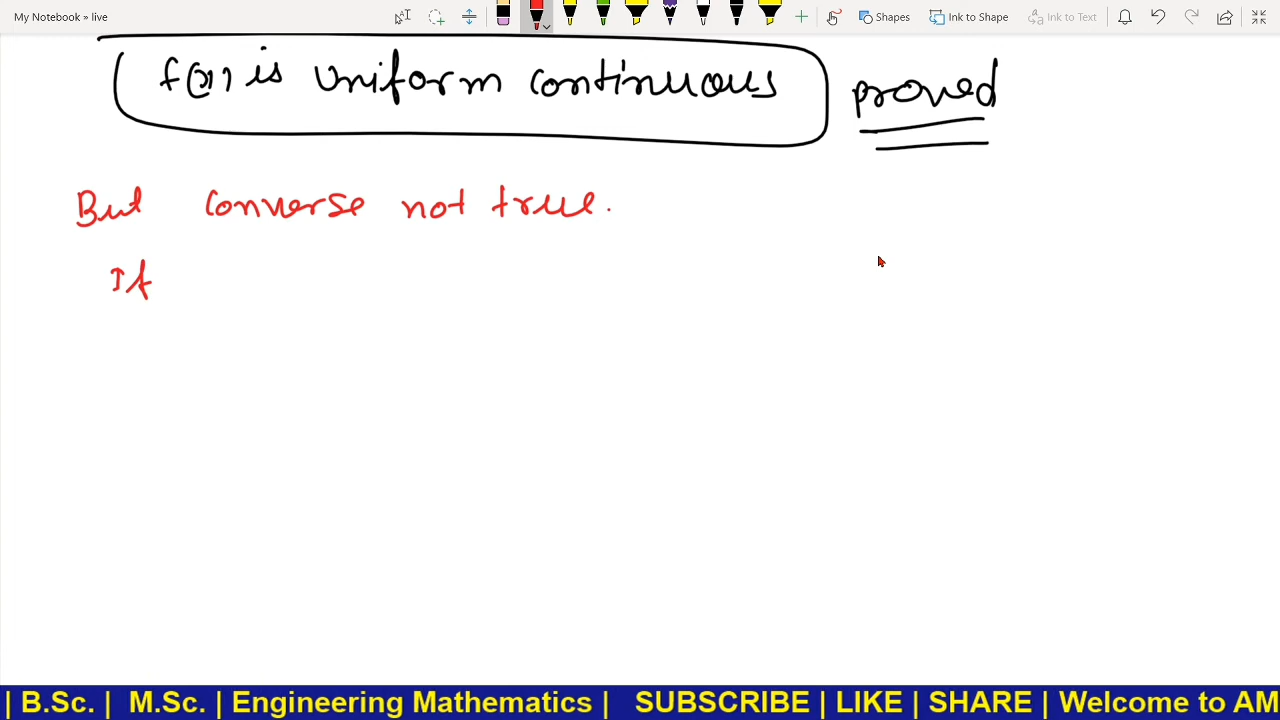 My Notebook » live
Shapes
Ink to Shape
Ink to Text
f(x) is uniform continuous proved
But converse not true.
If
| B.Sc. | M.Sc. | Engineering Mathematics | SUBSCRIBE | LIKE | SHARE | Welcome to AM